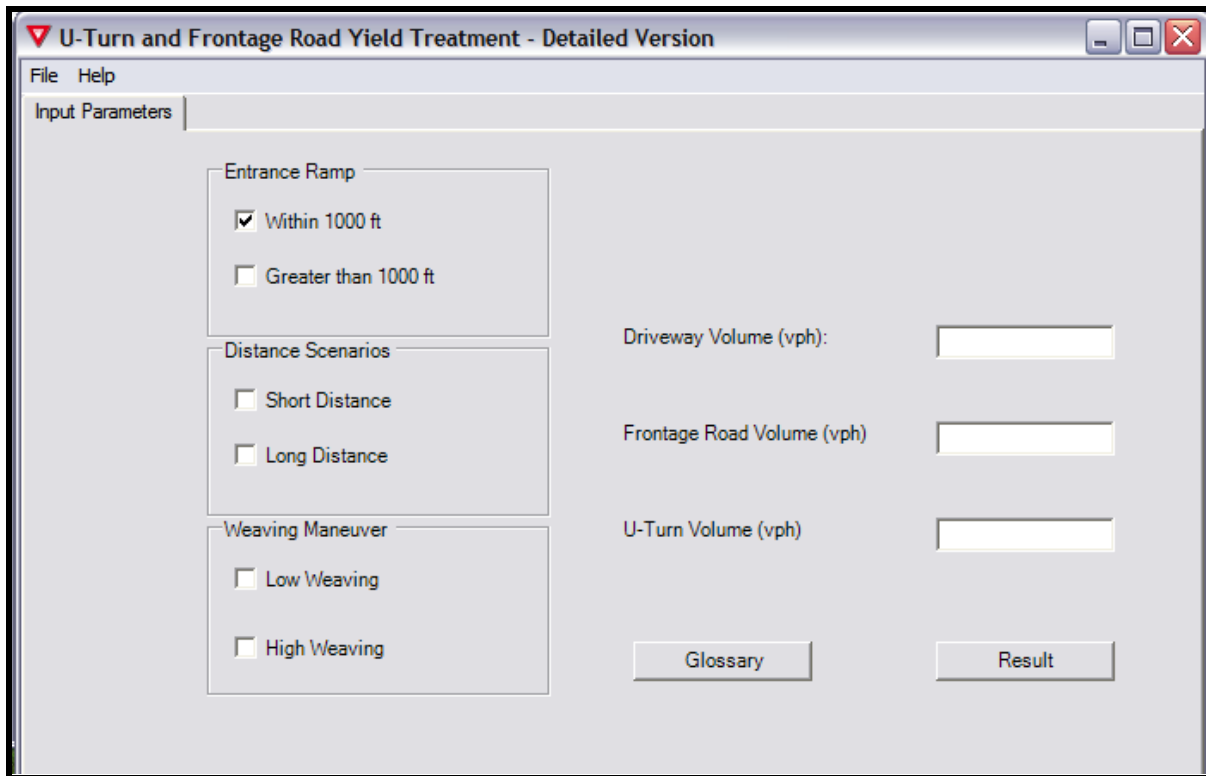 U-Turn and Frontage Road Yield Treatment - Detailed Version
File Help
Input Parameters
Entrance Ramp
Within 1000 ft
Greater than 1000 ft
Distance Scenarios
Short Distance
Long Distance
Weaving Maneuver
Low Weaving
High Weaving
Driveway Volume (vph):
Frontage Road Volume (vph)
U-Turn Volume (vph)
Glossary
Result